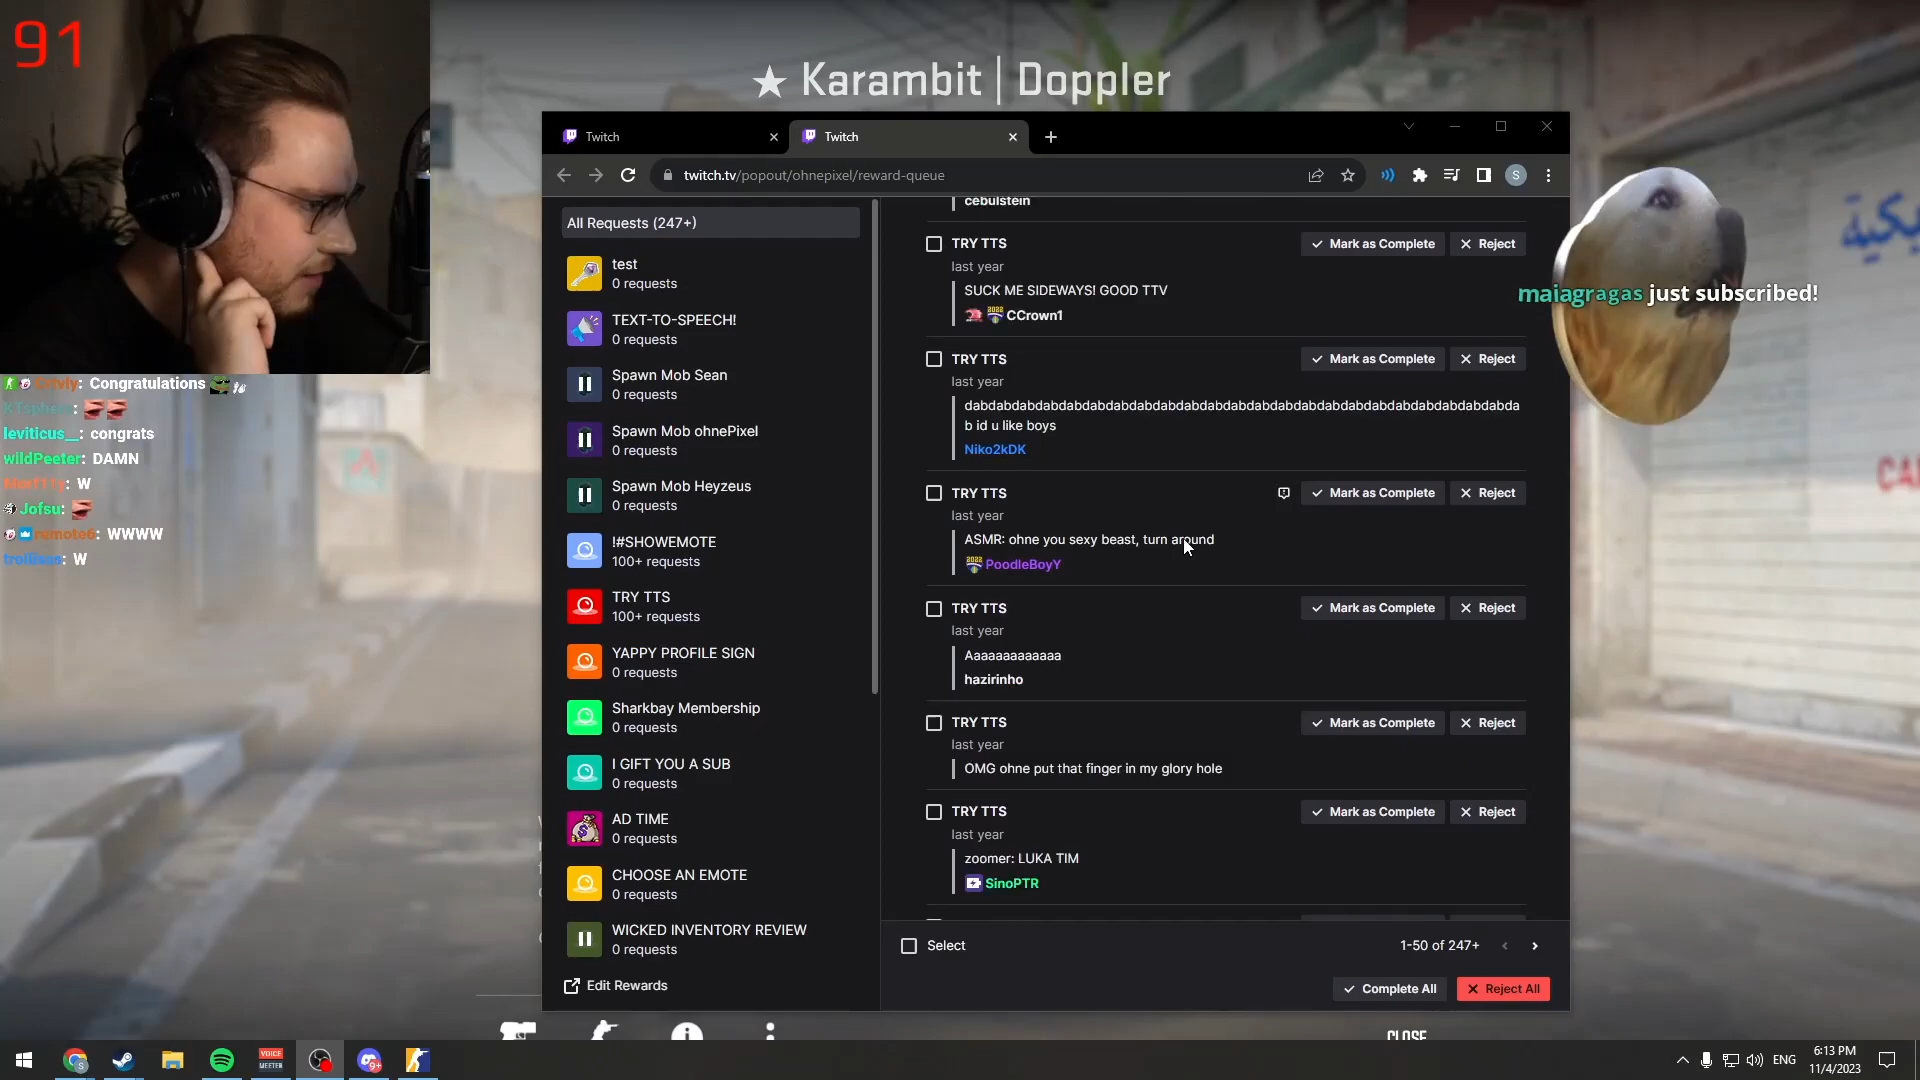 91
★ Karambit | Doppler
Twitch
Twitch
twitch.tv/popout/ohnepixel/reward-queue
S
All Requests (247+)
test
0 requests
TEXT-TO-SPEECH!
0 requests
Spawn Mob Sean
0 requests
Spawn Mob ohnePixel
0 requests
Spawn Mob Heyzeus
0 requests
!#SHOWEMOTE
100+ requests
TRY TTS
100+ requests
YAPPY PROFILE SIGN
0 requests
Sharkbay Membership
0 requests
I GIFT YOU A SUB
0 requests
AD TIME
0 requests
CHOOSE AN EMOTE
0 requests
WICKED INVENTORY REVIEW
0 requests
Edit Rewards
cebulstein
TRY TTS Mark as Complete Reject
last year
SUCK ME SIDEWAYS! GOOD TTV
CCrown1
TRY TTS Mark as Complete Reject
last year
dabdabdabdabdabdabdabdabdabdabdabdabdabdabdabdabdabdabdabdabdabdabdabdabda
b id u like boys
Niko2kDK
TRY TTS Mark as Complete Reject
last year
ASMR: ohne you sexy beast, turn around
PoodleBoyY
TRY TTS Mark as Complete Reject
last year
Aaaaaaaaaaaaa
hazirinho
TRY TTS Mark as Complete Reject
last year
OMG ohne put that finger in my glory hole
TRY TTS Mark as Complete Reject
last year
zoomer: LUKA TIM
SinoPTR
Select
1-50 of 247+
Complete All Reject All
maiagragas just subscribed!
: Congratulations
:
leviticus__: congrats
wildPeeter: DAMN
: W
Jofsu:
: WWWW
: W
CLOSE
VOICE
MEETER
9+
ENG
6:13 PM
11/4/2023